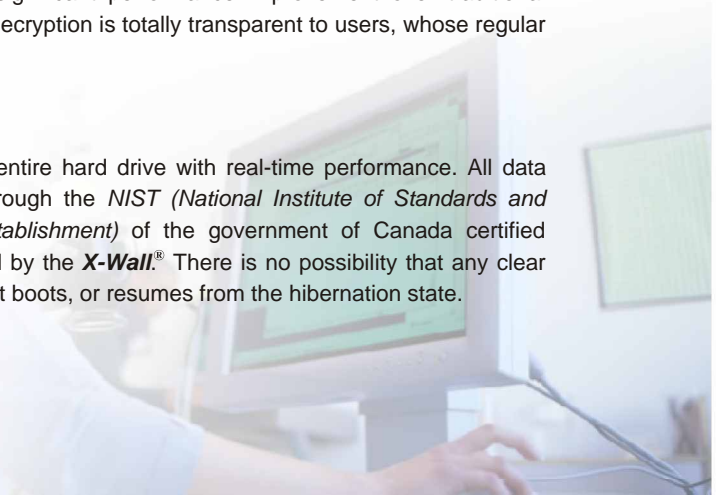 ecryption is totally transparent to users, whose regular
entire hard drive with real-time performance. All data
rough the NIST (National Institute of Standards and
tablishment) of the government of Canada certified
by the X-Wall.® There is no possibility that any clear
t boots, or resumes from the hibernation state.